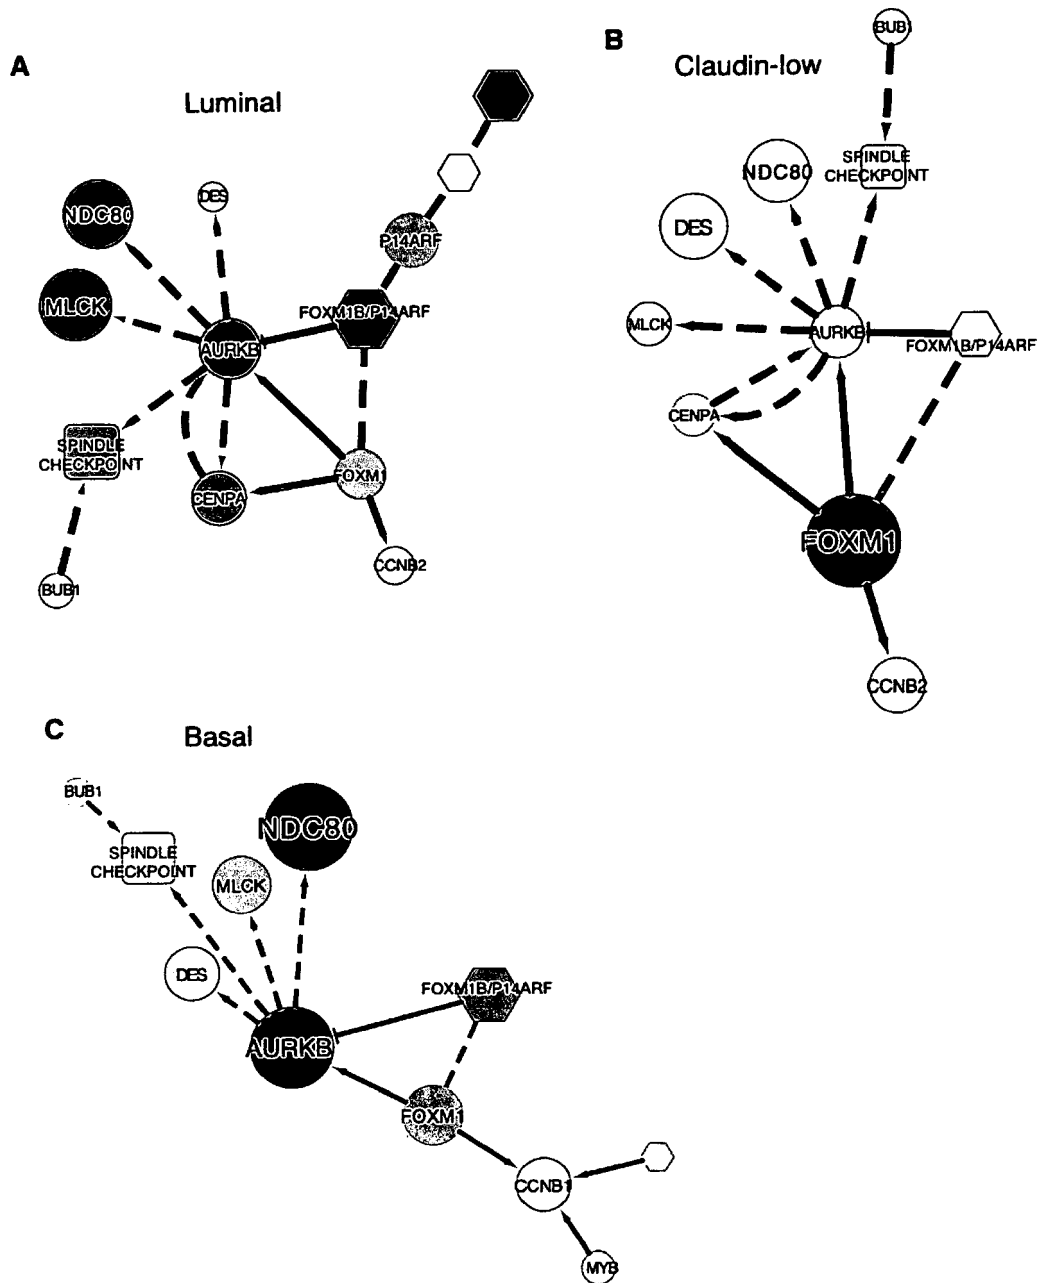 A
Luminal
NDC80
DES
P14ARF
MLCK
FOXM1B/P14ARF
AURKB
SPINDLE
CHECKPOINT
CENPA
FOXM1
CCNB2
BUB1
B
Claudin-low
BUB1
NDC80
SPINDLE
CHECKPOINT
DES
MLCK
AURKB
FOXM1B/P14ARF
CENPA
FOXM1
CCNB2
C
Basal
BUB1
NDC80
SPINDLE
CHECKPOINT
MLCK
DES
FOXM1B/P14ARF
AURKB
FOXM1
CCNB1
MYB